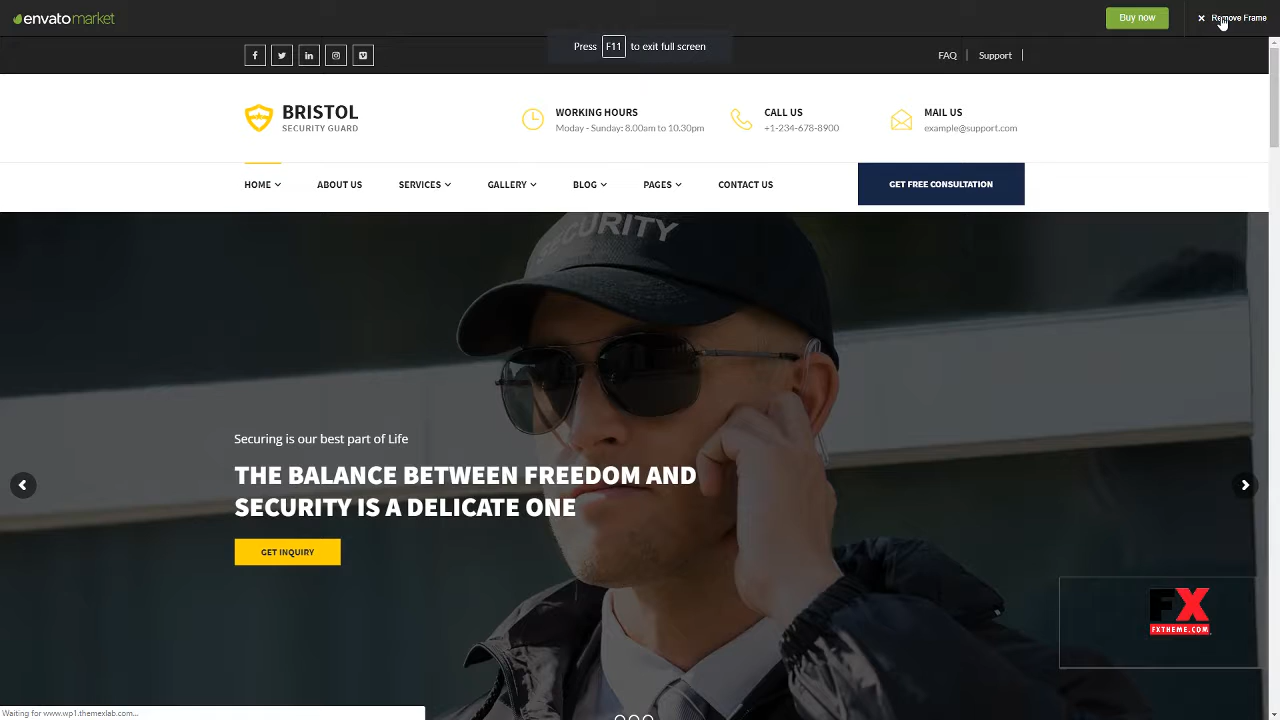 envatomarket
Buy now
Remove Frame
Press F11 to exit full screen
FAQ
Support
BRISTOL
SECURITY GUARD
WORKING HOURS
Moday - Sunday: 8.00am to 10.30pm
CALL US
+1-234-678-8900
MAIL US
example@support.com
HOME
ABOUT US
SERVICES
GALLERY
BLOG
PAGES
CONTACT US
GET FREE CONSULTATION
SECURITY
Securing is our best part of Life
THE BALANCE BETWEEN FREEDOM AND
SECURITY IS A DELICATE ONE
GET INQUIRY
FX
FXTHEME.COM
Waiting for www.wp1.themexlab.com...